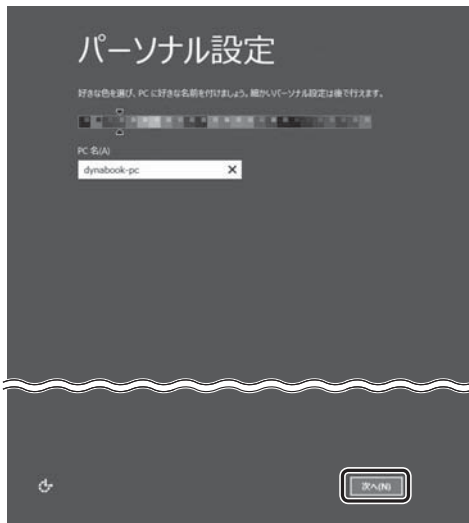 パーソナル設定
好きな色を選び、PC に好きな名前を付けましょう。細かいパーソナル設定は後で行えます。
PC 名(A)
dynabook-pc
次へ(N)